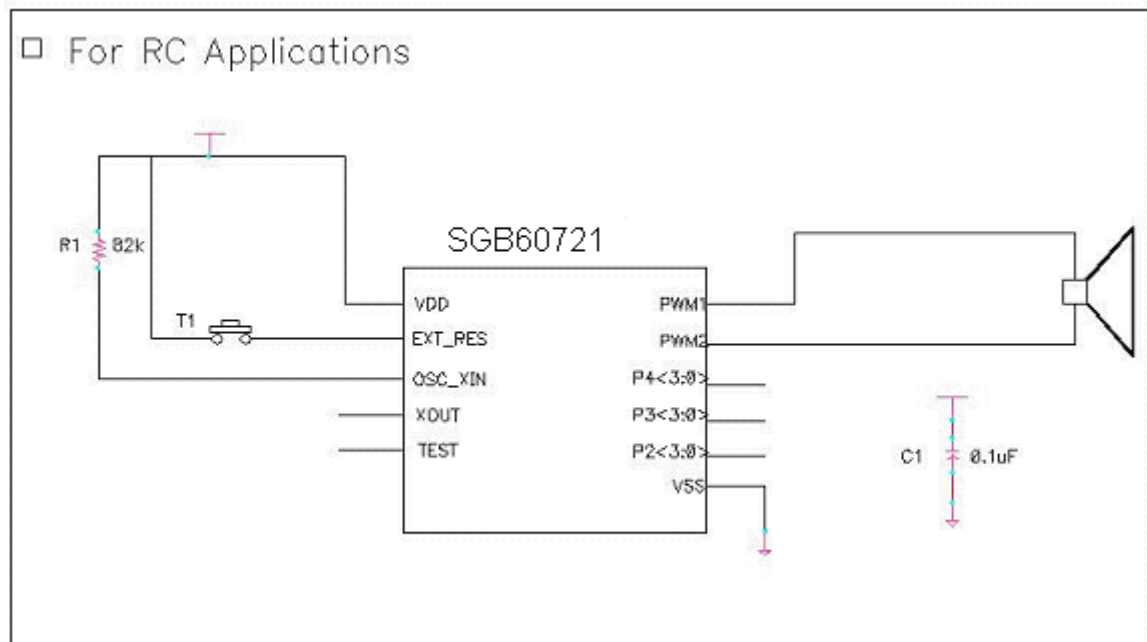 For RC Applications
SGB60721
R1 82k
T1
VDD
EXT_RES
OSC_XIN
XOUT
TEST
PWM1
PWM2
P4<3:0>
P3<3:0>
P2<3:0>
VSS
C1 0.1uF